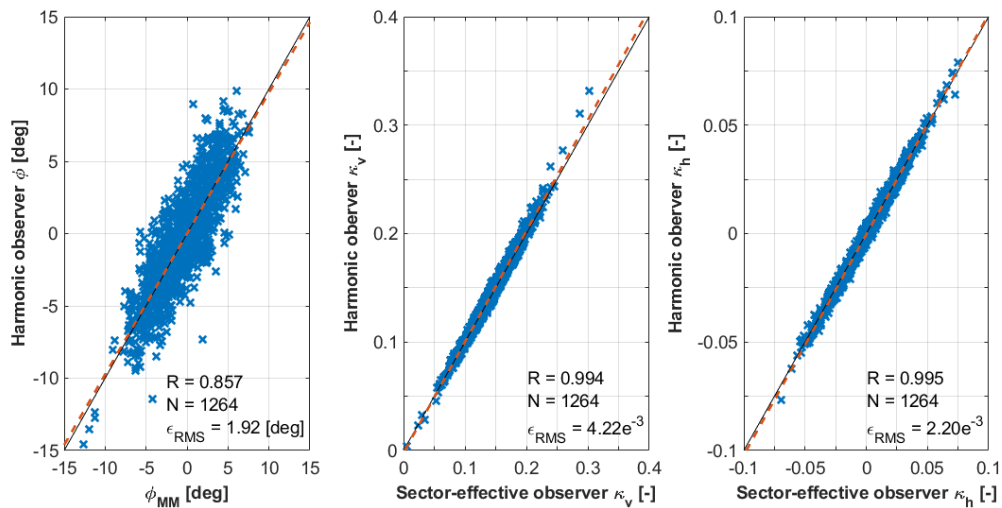 Harmonic observer ϕ [deg]
15
10
5
0
-5
-10
-15
-15 -10 -5 0 5 10 15
R = 0.857
N = 1264
ϵRMS = 1.92 [deg]
ϕMM [deg]
Harmonic oberver κv [-]
0.4
0.3
0.2
0.1
0
0 0.1 0.2 0.3 0.4
R = 0.994
N = 1264
ϵRMS = 4.22e-3
Sector-effective observer κv [-]
Harmonic oberver κh [-]
0.1
0.05
0
-0.05
-0.1
-0.1 -0.05 0 0.05 0.1
R = 0.995
N = 1264
ϵRMS = 2.20e-3
Sector-effective observer κh [-]